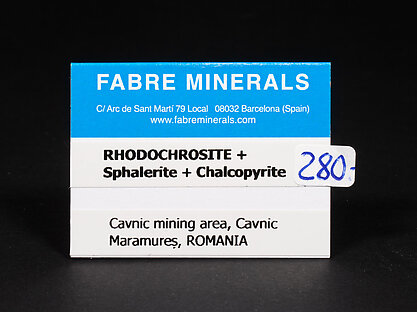 FABRE MINERALS
C/ Arc de Sant Martí 79 Local 08032 Barcelona (Spain)
www.fabreminerals.com
RHODOCHROSITE +
Sphalerite + Chalcopyrite
280.-
Cavnic mining area, Cavnic
Maramureș, ROMANIA